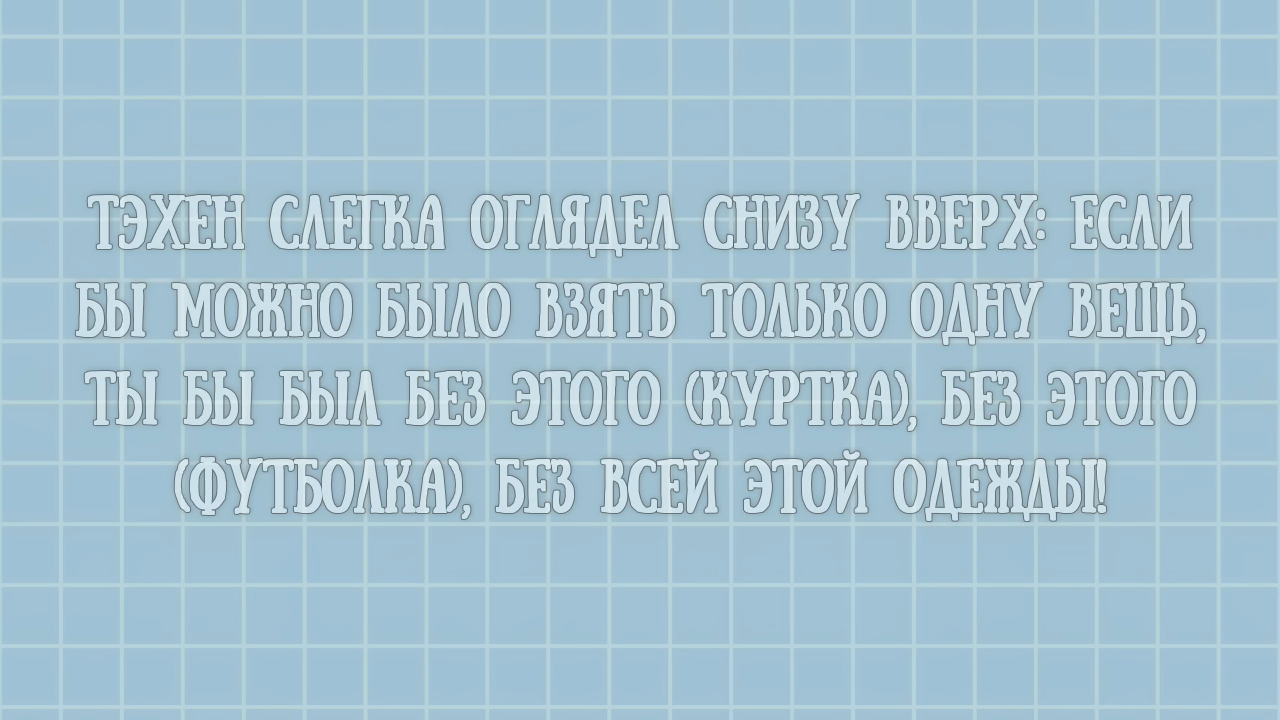 ТЭХЕН СЛЕГКА ОГЛЯДЕЛ СНИЗУ ВВЕРХ: ЕСЛИ
БЫ МОЖНО БЫЛО ВЗЯТЬ ТОЛЬКО ОДНУ ВЕЩЬ,
ТЫ БЫ БЫЛ БЕЗ ЭТОГО (КУРТКА), БЕЗ ЭТОГО
(ФУТБОЛКА), БЕЗ ВСЕЙ ЭТОЙ ОДЕЖДЫ!